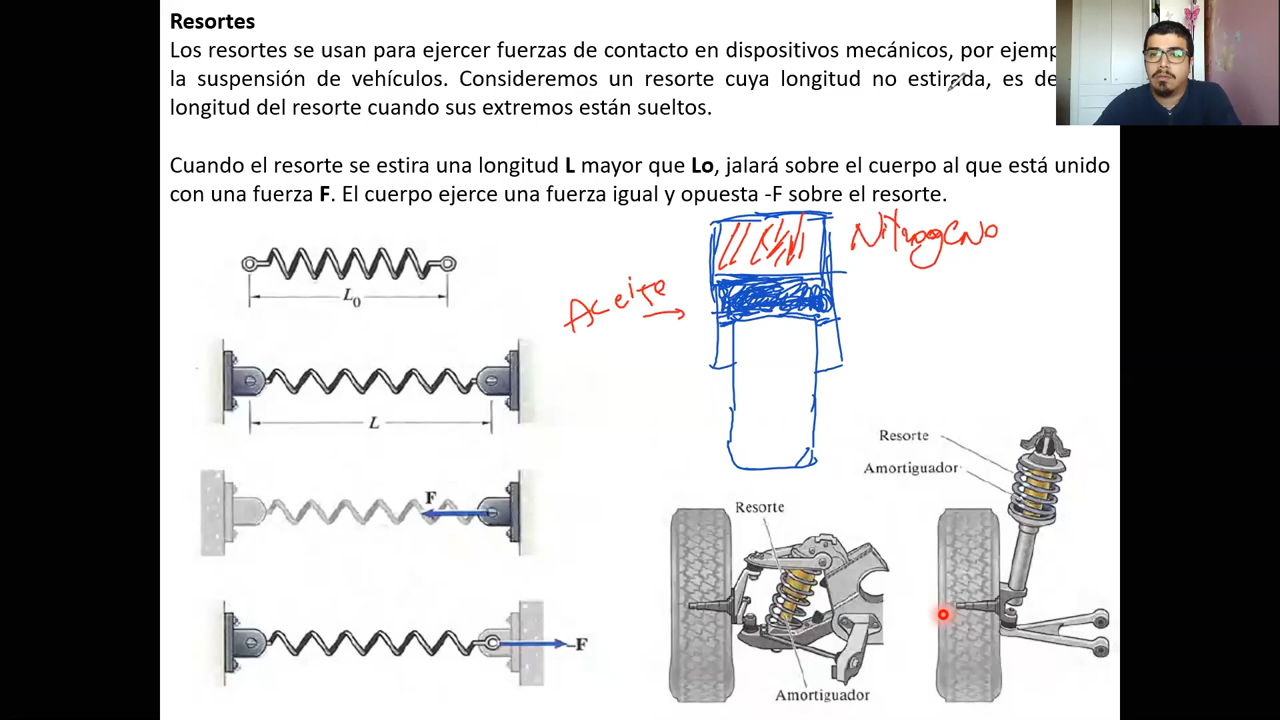 Resortes
Los resortes se usan para ejercer fuerzas de contacto en dispositivos mecánicos, por
la suspensión de vehículos. Consideremos un resorte cuya longitud no estirada, es
longitud del resorte cuando sus extremos están sueltos.
Cuando el resorte se estira una longitud L mayor que Lo, jalará sobre el cuerpo al que está unido
con una fuerza F. El cuerpo ejerce una fuerza igual y opuesta -F sobre el resorte.
Nitrogeno
Aceite
L0
L
F
–F
Resorte
Amortiguador
Resorte
Amortiguador